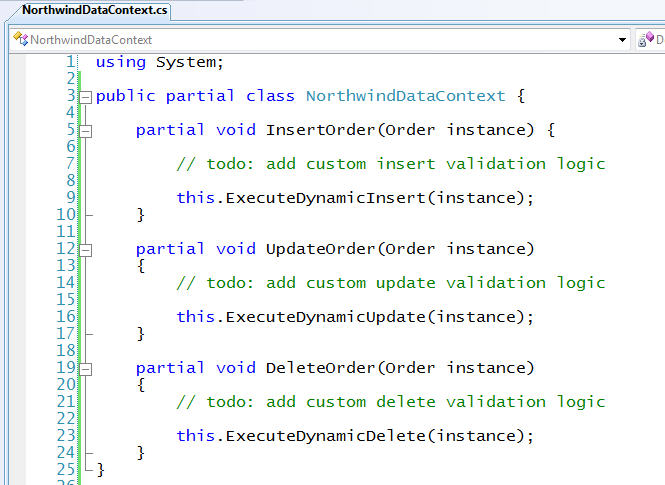 NorthwindDataContext.cs
NorthwindDataContext D
1 using System;
2
3 public partial class NorthwindDataContext {
4
5 partial void InsertOrder(Order instance) {
6
7 // todo: add custom insert validation logic
8
9 this.ExecuteDynamicInsert(instance);
10 }
11
12 partial void UpdateOrder(Order instance)
13 {
14 // todo: add custom update validation logic
15
16 this.ExecuteDynamicUpdate(instance);
17 }
18
19 partial void DeleteOrder(Order instance)
20 {
21 // todo: add custom delete validation logic
22
23 this.ExecuteDynamicDelete(instance);
24 }
25 }